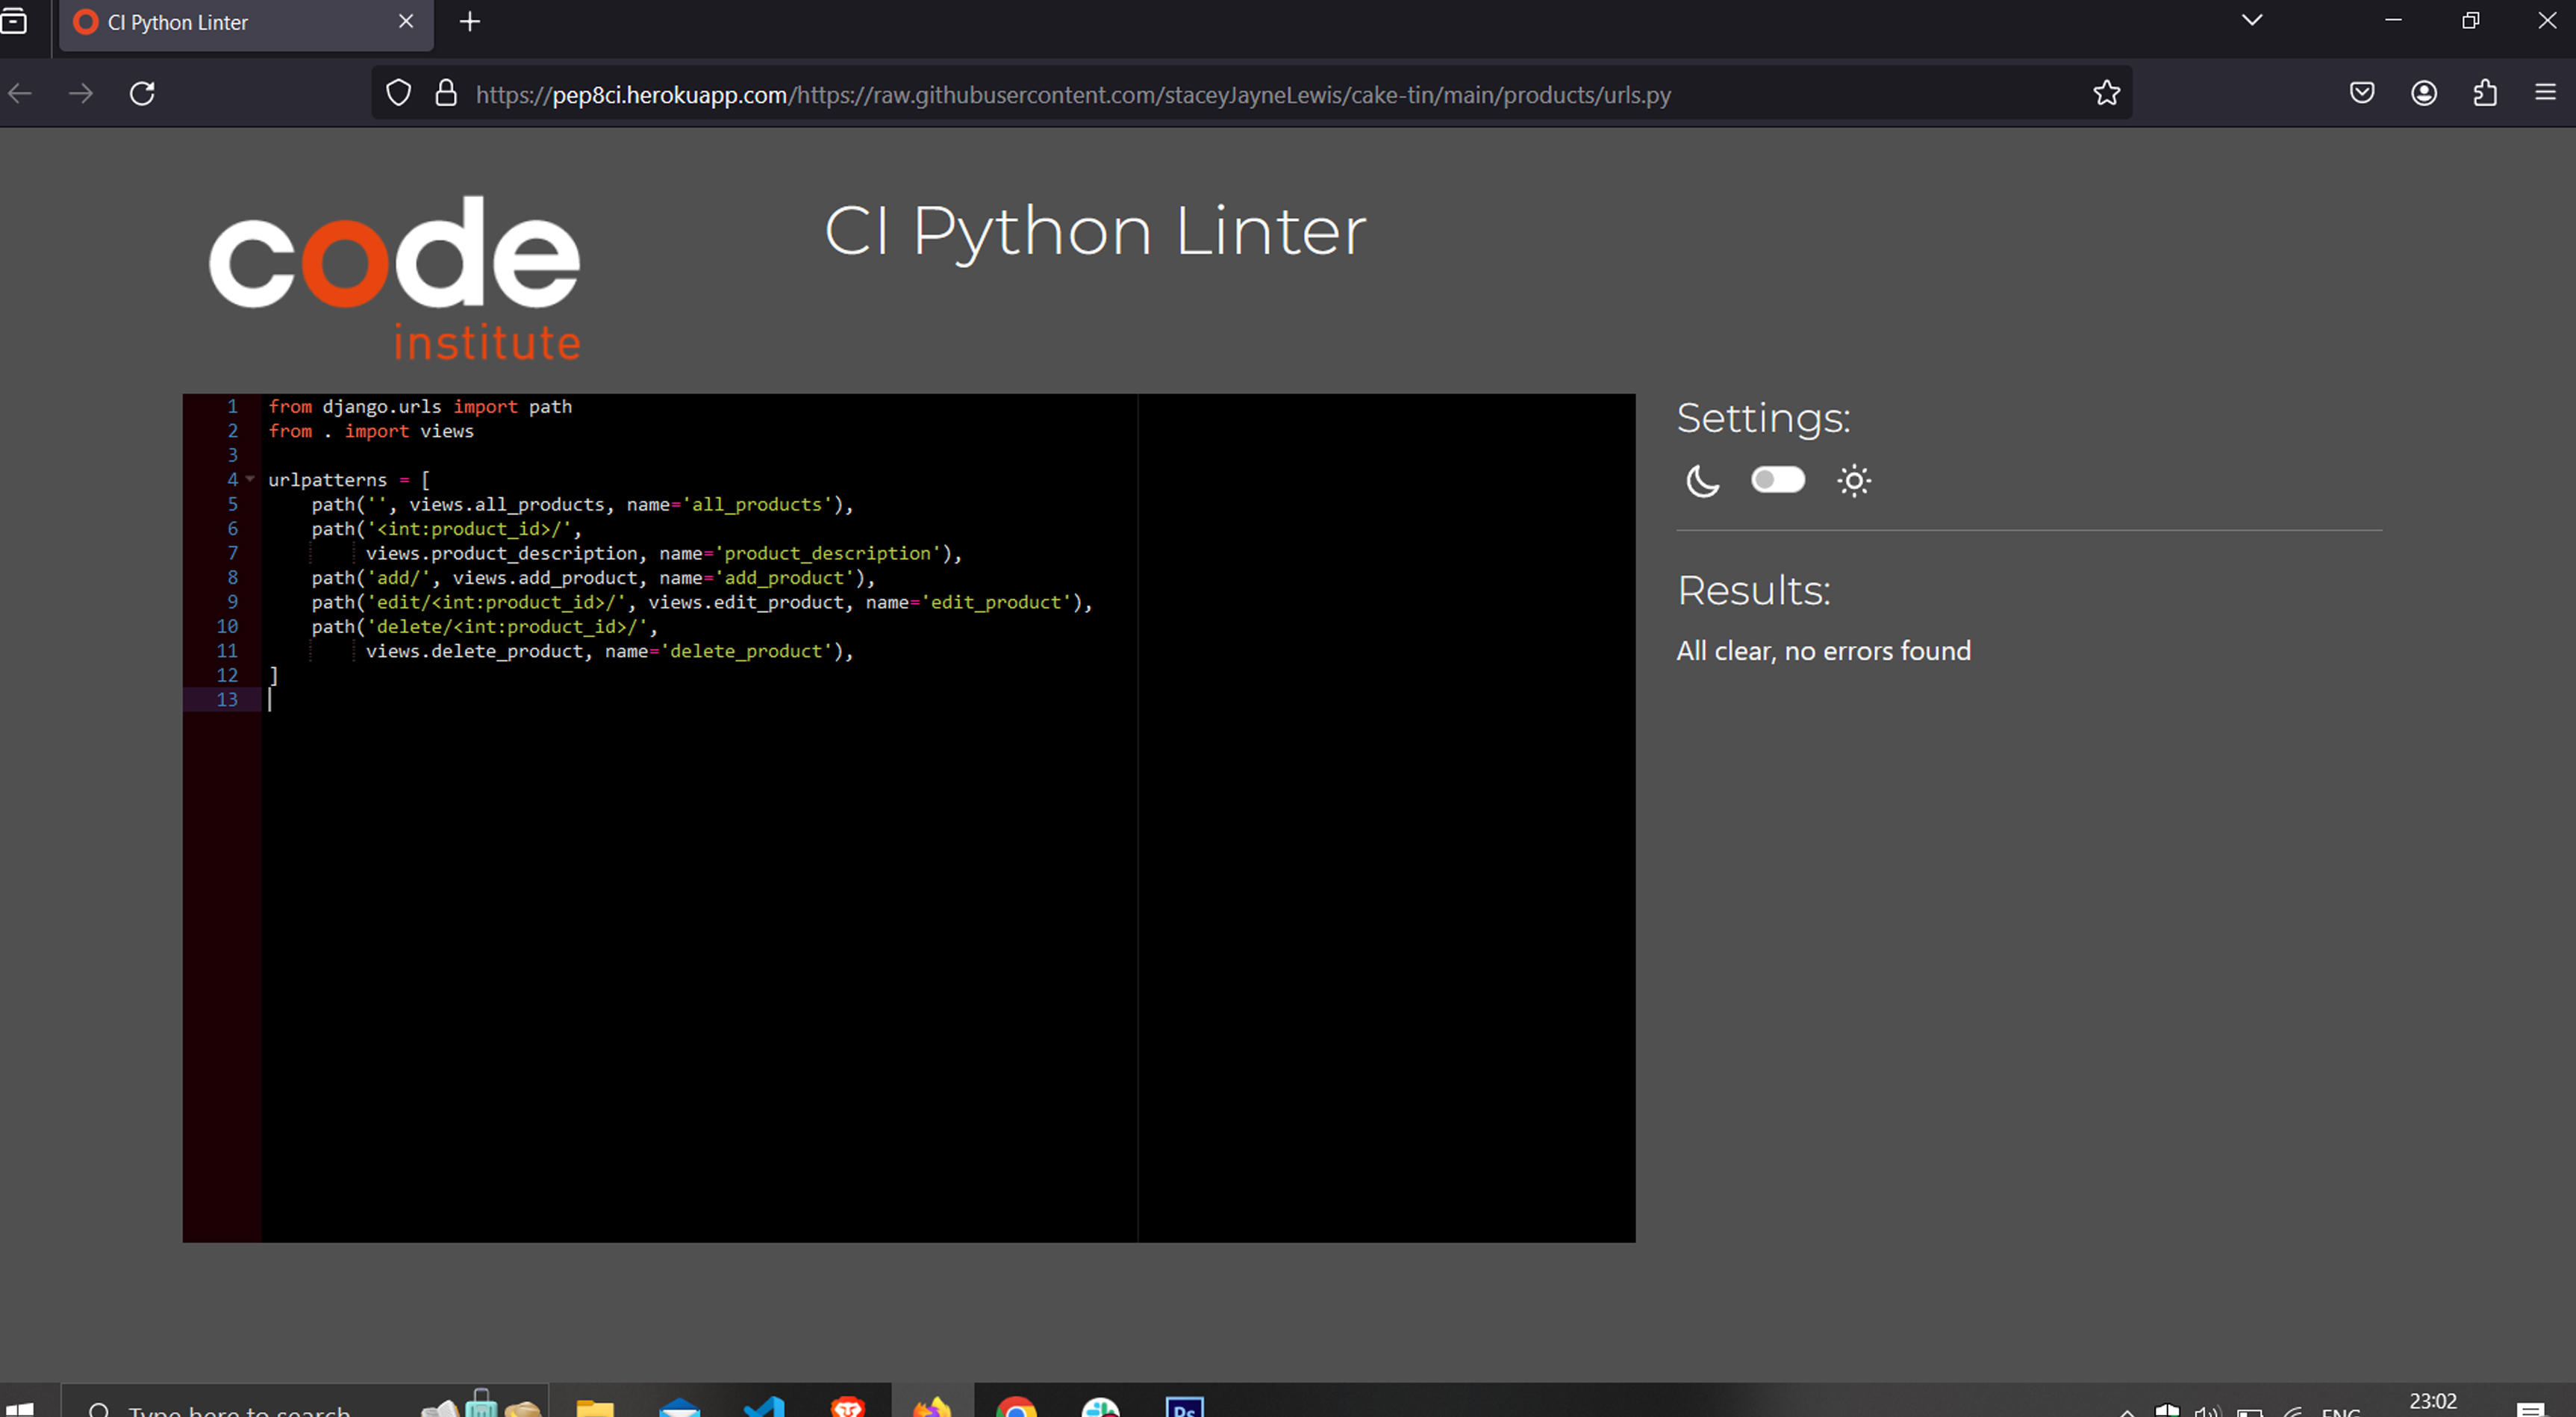 CI Python Linter
https://pep8ci.herokuapp.com/https://raw.githubusercontent.com/staceyJayneLewis/cake-tin/main/products/urls.py
code
institute
CI Python Linter
1 from django.urls import path
2 from . import views
3
4 urlpatterns = [
5     path('', views.all_products, name='all_products'),
6     path('<int:product_id>/',
7          views.product_description, name='product_description'),
8     path('add/', views.add_product, name='add_product'),
9     path('edit/<int:product_id>/', views.edit_product, name='edit_product'),
10     path('delete/<int:product_id>/',
11          views.delete_product, name='delete_product'),
12 ]
13
Settings:
Results:
All clear, no errors found
Type here to search
Ps
ENG
23:02